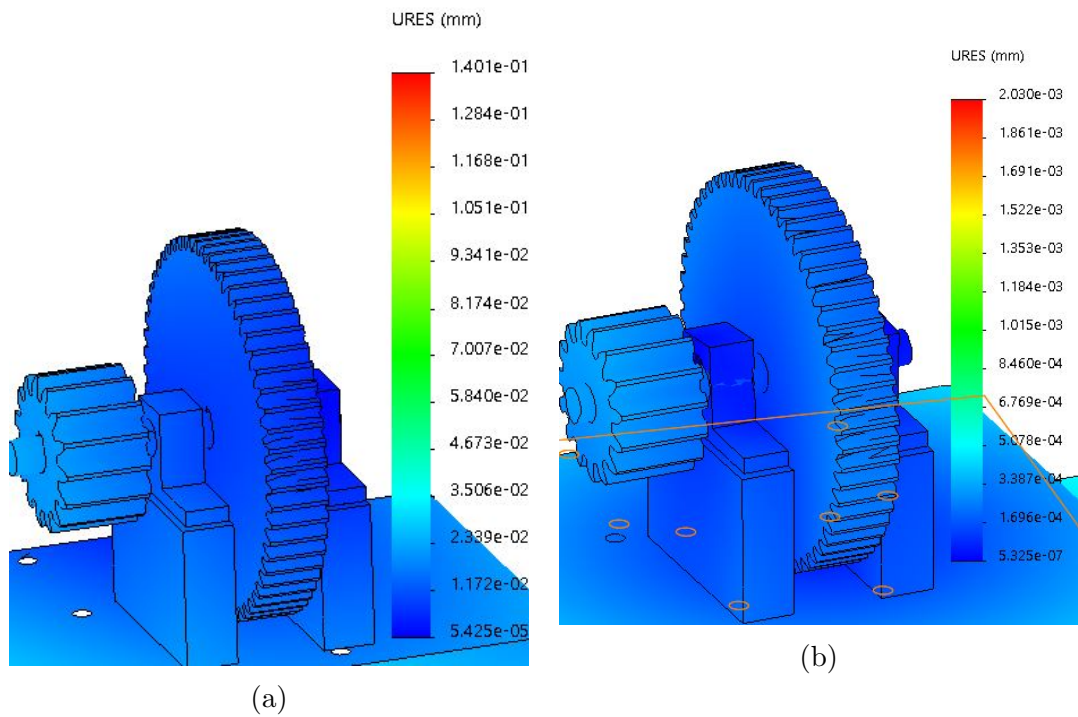 URES (mm)
1.401e-01
1.284e-01
1.168e-01
1.051e-01
9.341e-02
8.174e-02
7.007e-02
5.840e-02
4.673e-02
3.506e-02
2.339e-02
1.172e-02
5.425e-05
(a)
URES (mm)
2.030e-03
1.861e-03
1.691e-03
1.522e-03
1.353e-03
1.184e-03
1.015e-03
8.460e-04
6.769e-04
5.078e-04
3.387e-04
1.696e-04
5.325e-07
(b)